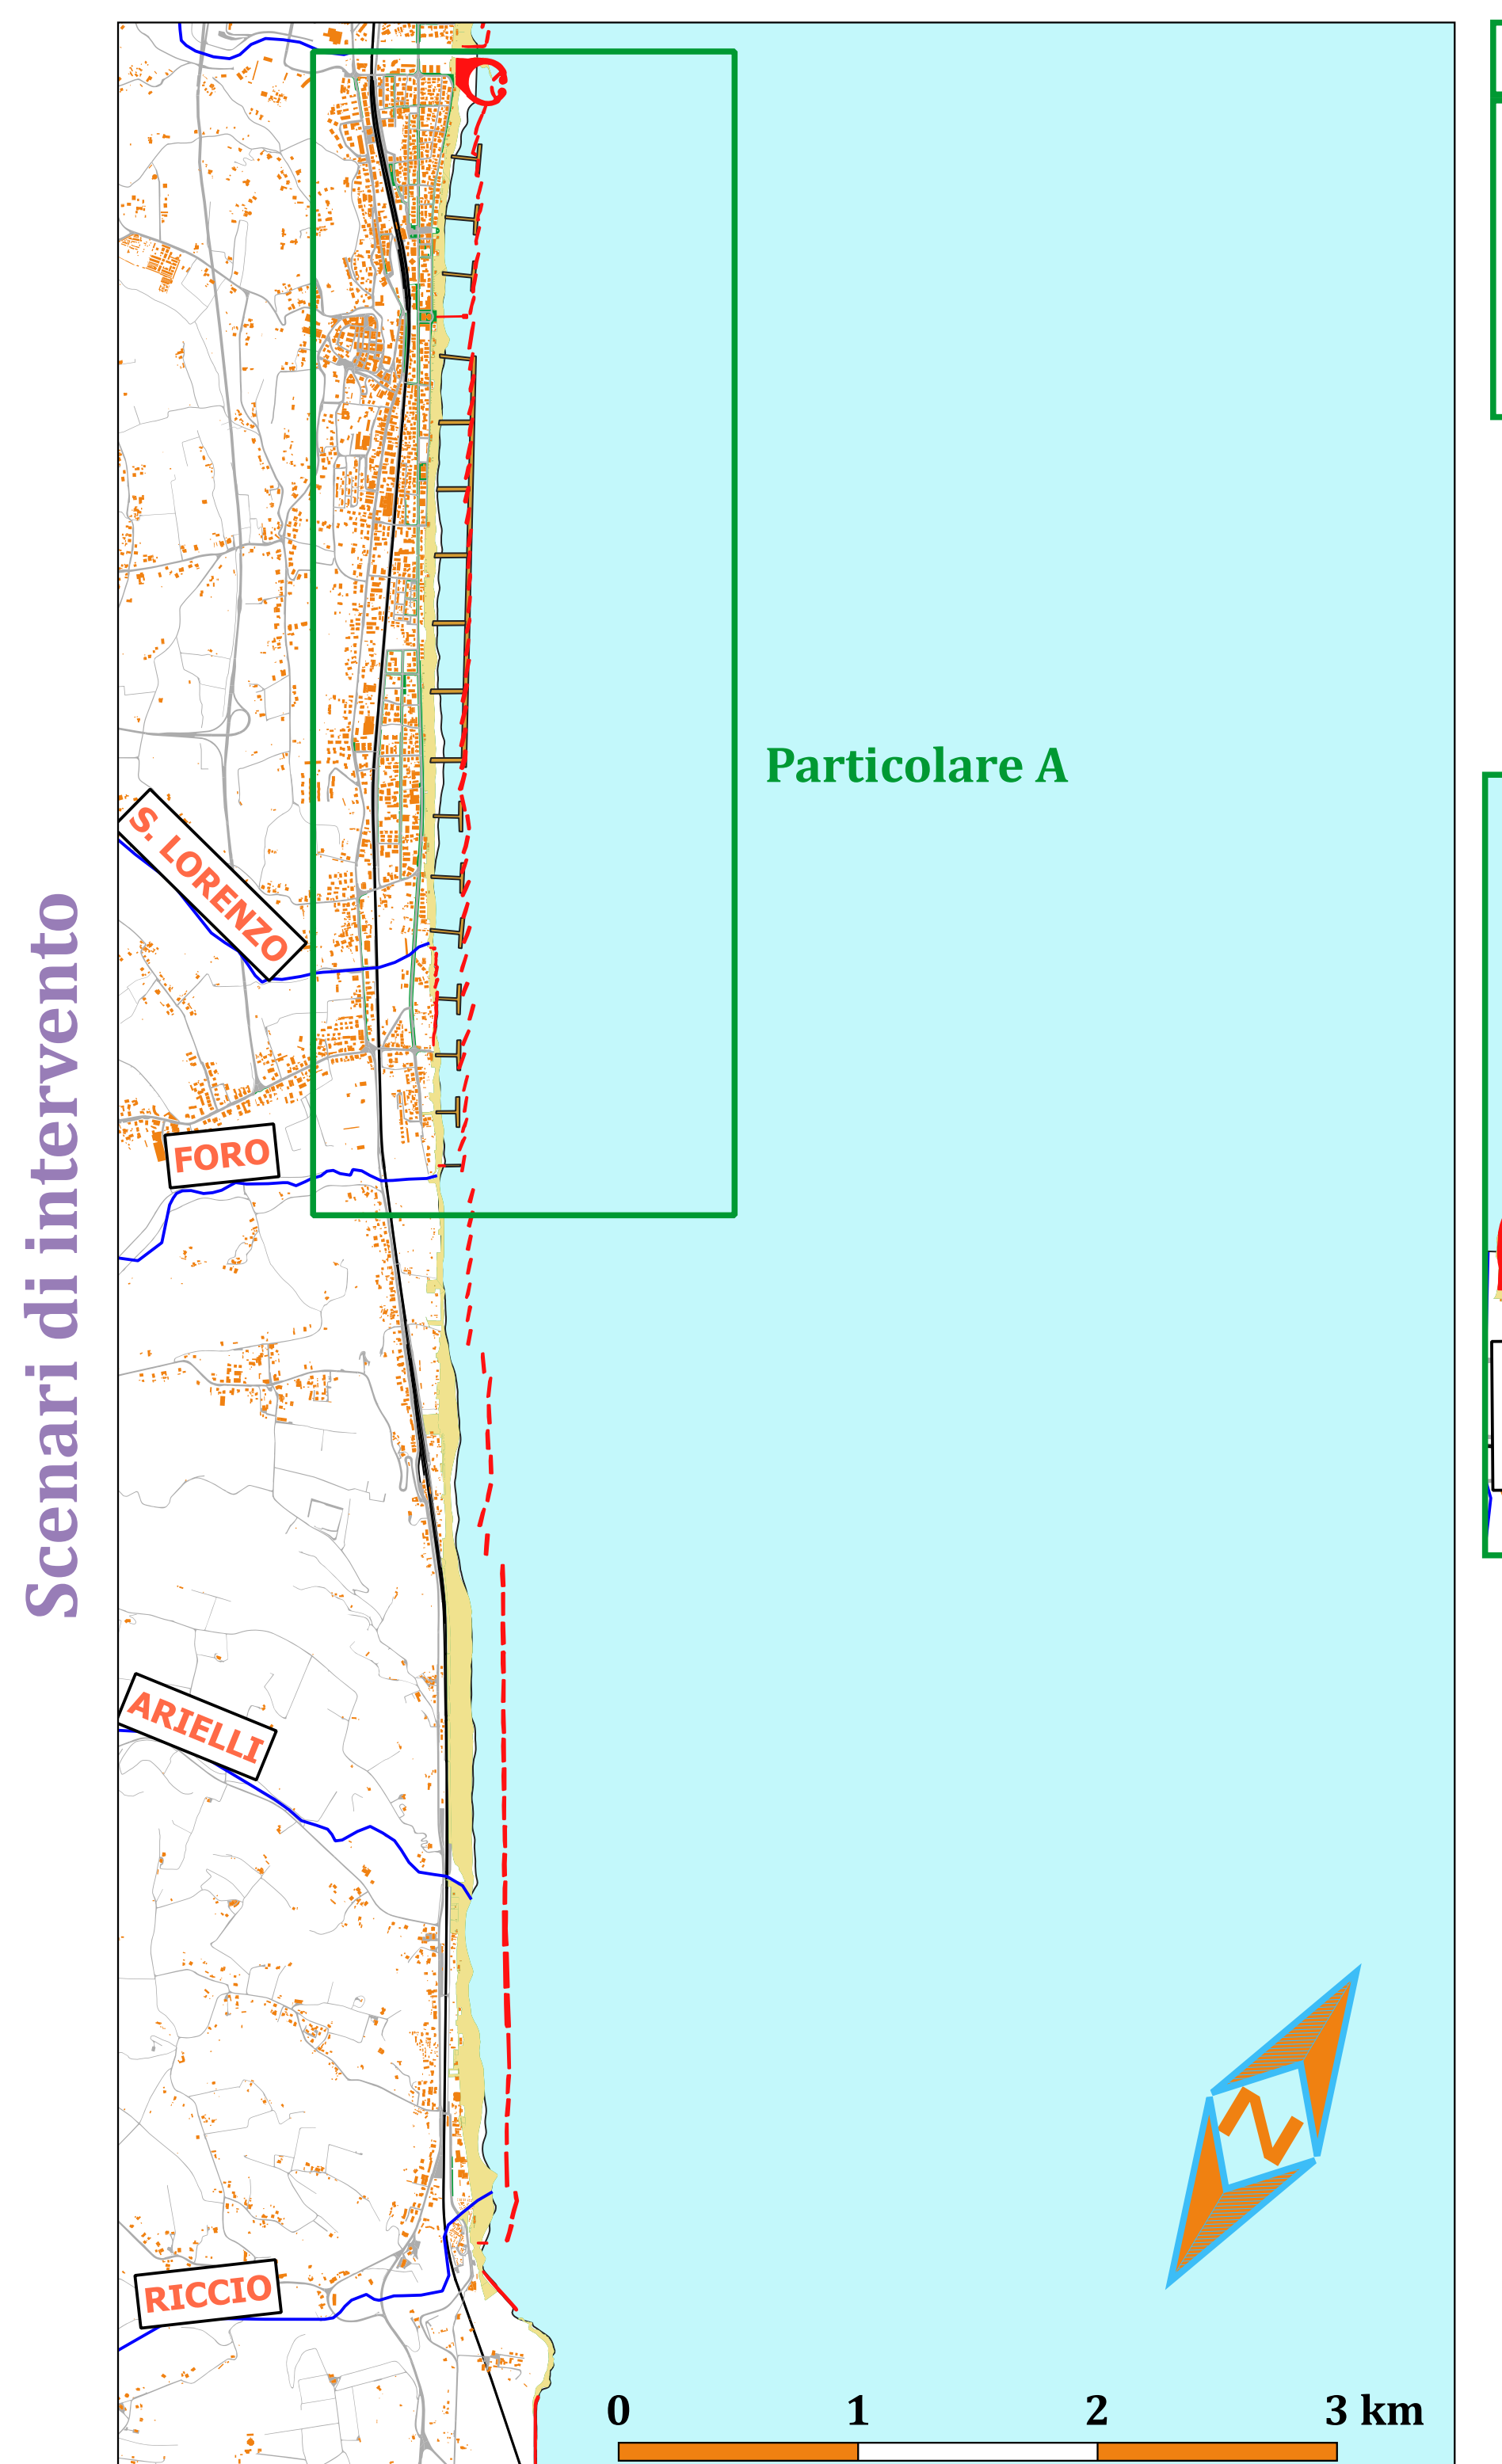 Scenari di intervento
Particolare A
S. LORENZO
FORO
ARIELLI
RICCIO
N
0 1 2 3 km